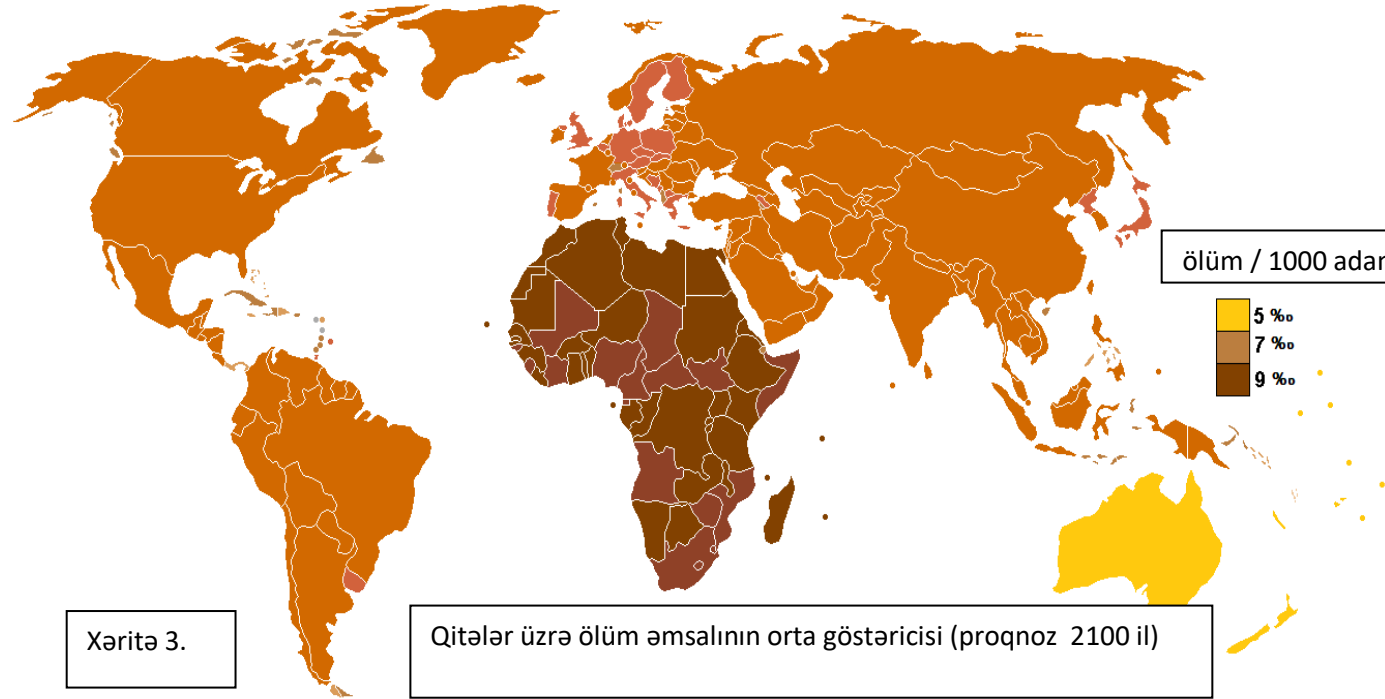 ölüm / 1000 adam
5 ‰
7 ‰
9 ‰
Xəritə 3.
Qitələr üzrə ölüm əmsalının orta göstəricisi (proqnoz 2100 il)